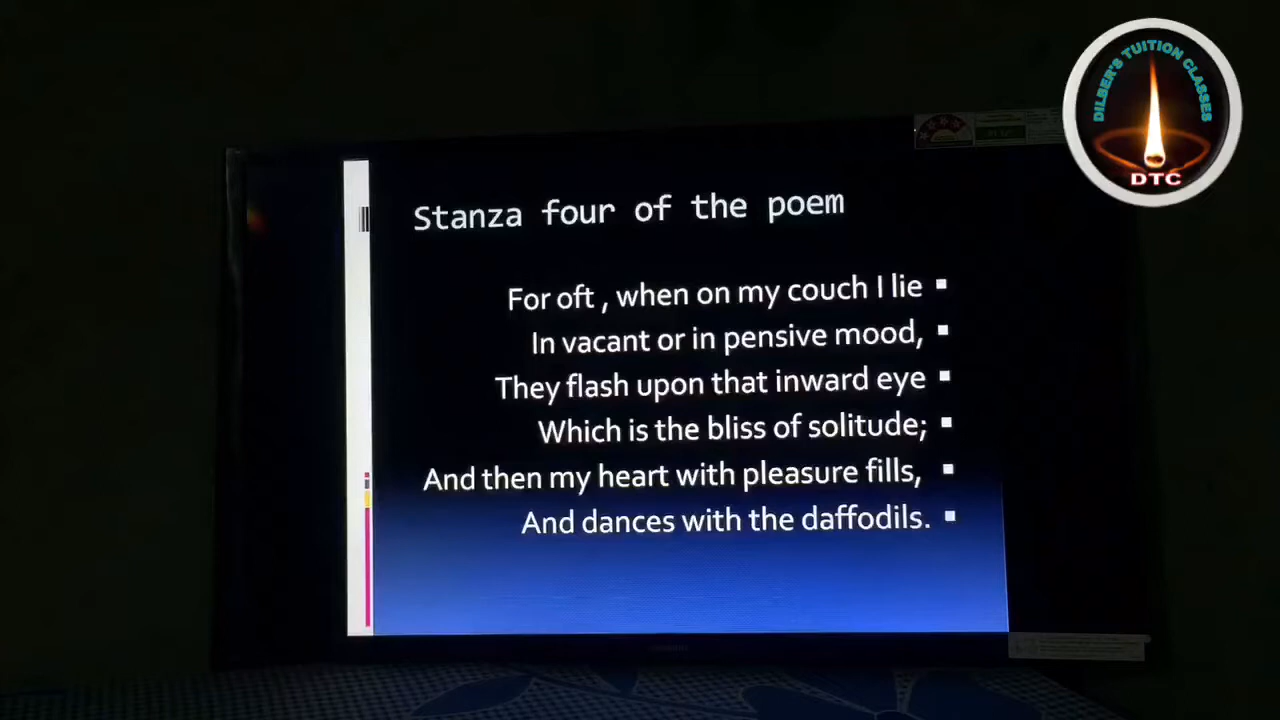 DILBER'S TUITION CLASSES
DTC
Stanza four of the poem
For oft , when on my couch I lie
In vacant or in pensive mood,
They flash upon that inward eye
Which is the bliss of solitude;
And then my heart with pleasure fills,
And dances with the daffodils.